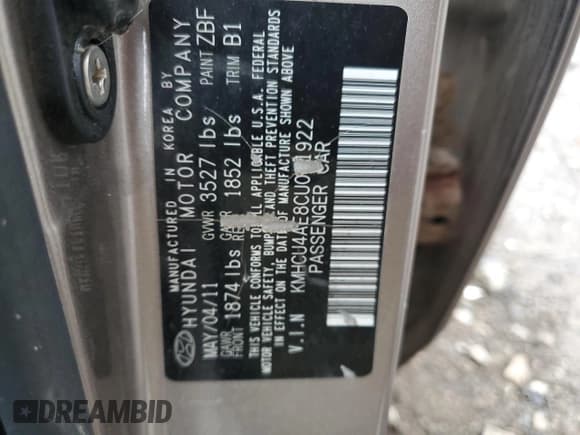 MANUFACTURED IN KOREA BY
HYUNDAI MOTOR COMPANY
MAY/04/11 GVWR 3527 lbs PAINT ZBF
GAWR FRONT 1874 lbs GAWR 1852 lbs TRIM B1
THIS VEHICLE CONFORMS TO ALL APPLICABLE U.S.A. FEDERAL
MOTOR VEHICLE SAFETY, AND THEFT PREVENTION STANDARDS
IN EFFECT ON THE DATE OF MANUFACTURE SHOWN ABOVE
V.I.N
PASSENGER CAR
DREAMBID